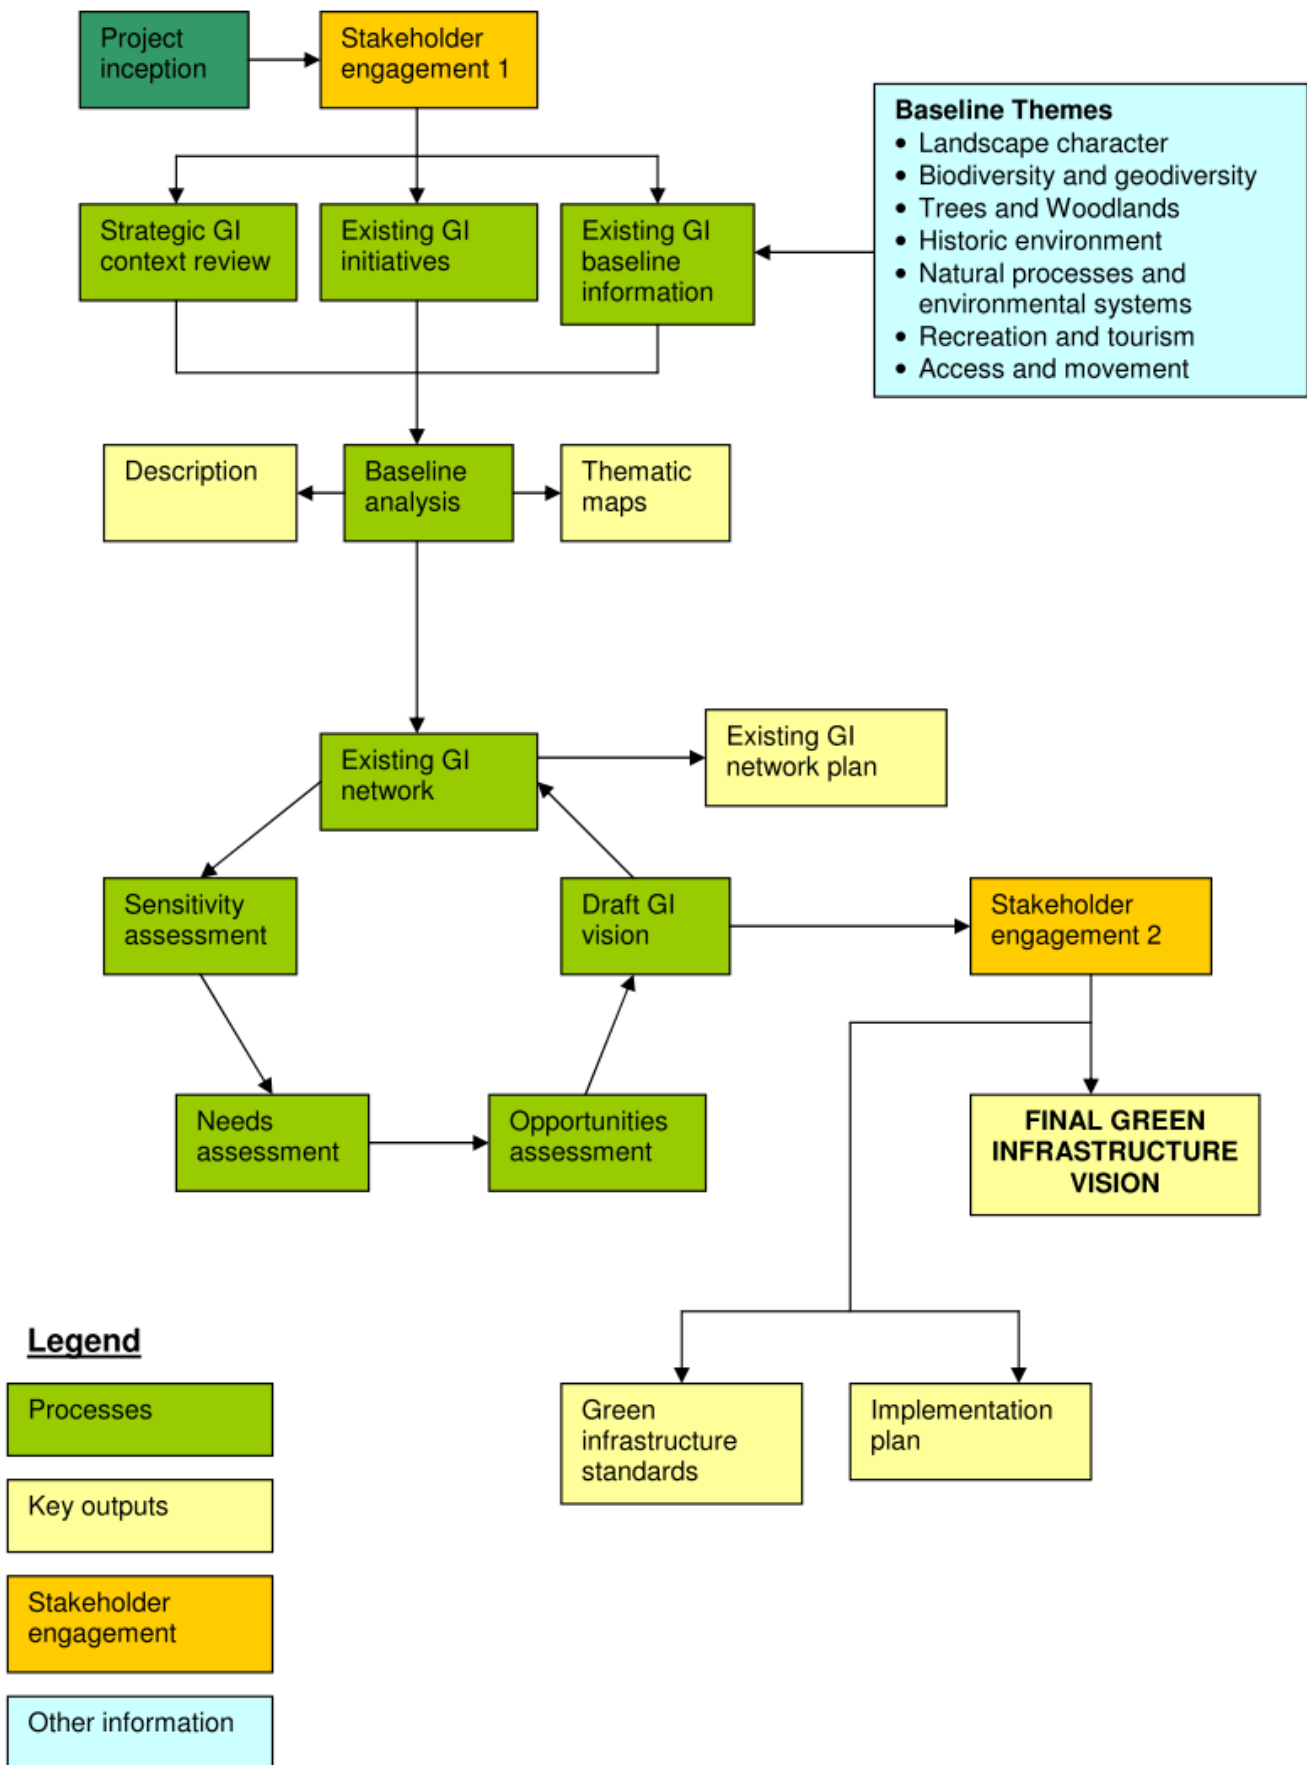 Project
inception
Stakeholder
engagement 1
Baseline Themes
• Landscape character
• Biodiversity and geodiversity
• Trees and Woodlands
• Historic environment
• Natural processes and
environmental systems
• Recreation and tourism
• Access and movement
Strategic GI
context review
Existing GI
initiatives
Existing GI
baseline
information
Description
Baseline
analysis
Thematic
maps
Existing GI
network
Existing GI
network plan
Sensitivity
assessment
Draft GI
vision
Stakeholder
engagement 2
Needs
assessment
Opportunities
assessment
FINAL GREEN
INFRASTRUCTURE
VISION
Green
infrastructure
standards
Implementation
plan
Legend
Processes
Key outputs
Stakeholder
engagement
Other information